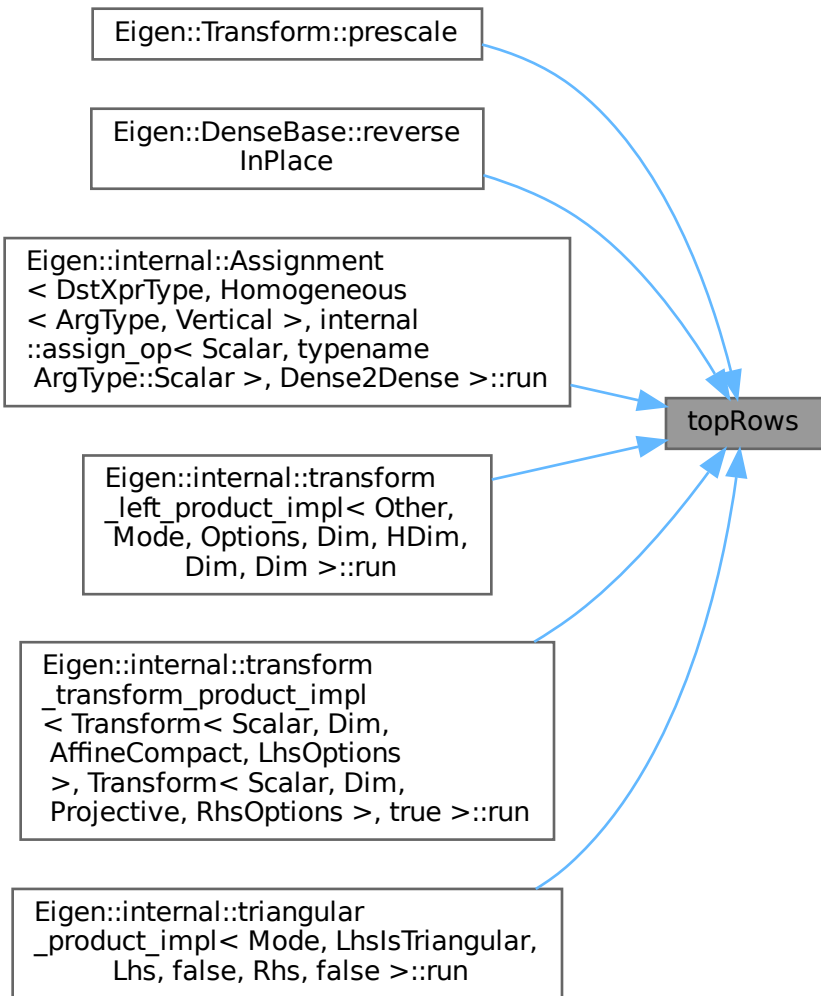 Eigen::Transform::prescale
Eigen::DenseBase::reverse
InPlace
Eigen::internal::Assignment
< DstXprType, Homogeneous
< ArgType, Vertical >, internal
::assign_op< Scalar, typename
ArgType::Scalar >, Dense2Dense >::run
topRows
Eigen::internal::transform
_left_product_impl< Other,
Mode, Options, Dim, HDim,
Dim, Dim >::run
Eigen::internal::transform
_transform_product_impl
< Transform< Scalar, Dim,
AffineCompact, LhsOptions
>, Transform< Scalar, Dim,
Projective, RhsOptions >, true >::run
Eigen::internal::triangular
_product_impl< Mode, LhsIsTriangular,
Lhs, false, Rhs, false >::run